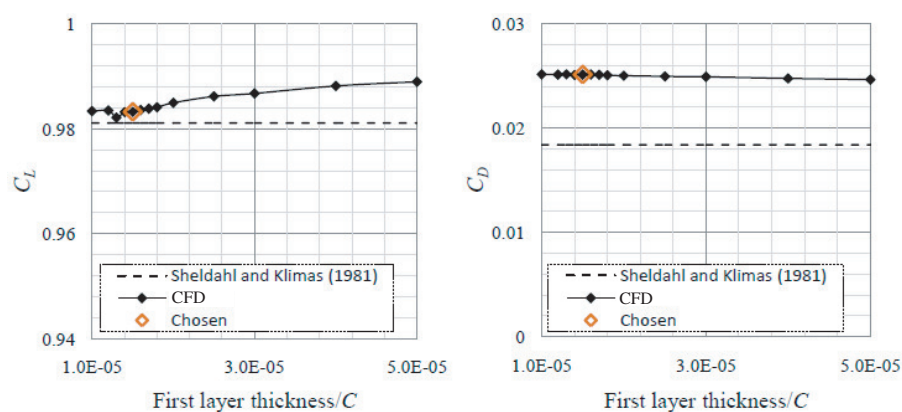 1
0.98
0.96
0.94
C_L
Sheldahl and Klimas (1981)
CFD
Chosen
1.0E-05 3.0E-05 5.0E-05
First layer thickness/C
0.03
0.02
0.01
0
C_D
Sheldahl and Klimas (1981)
CFD
Chosen
1.0E-05 3.0E-05 5.0E-05
First layer thickness/C